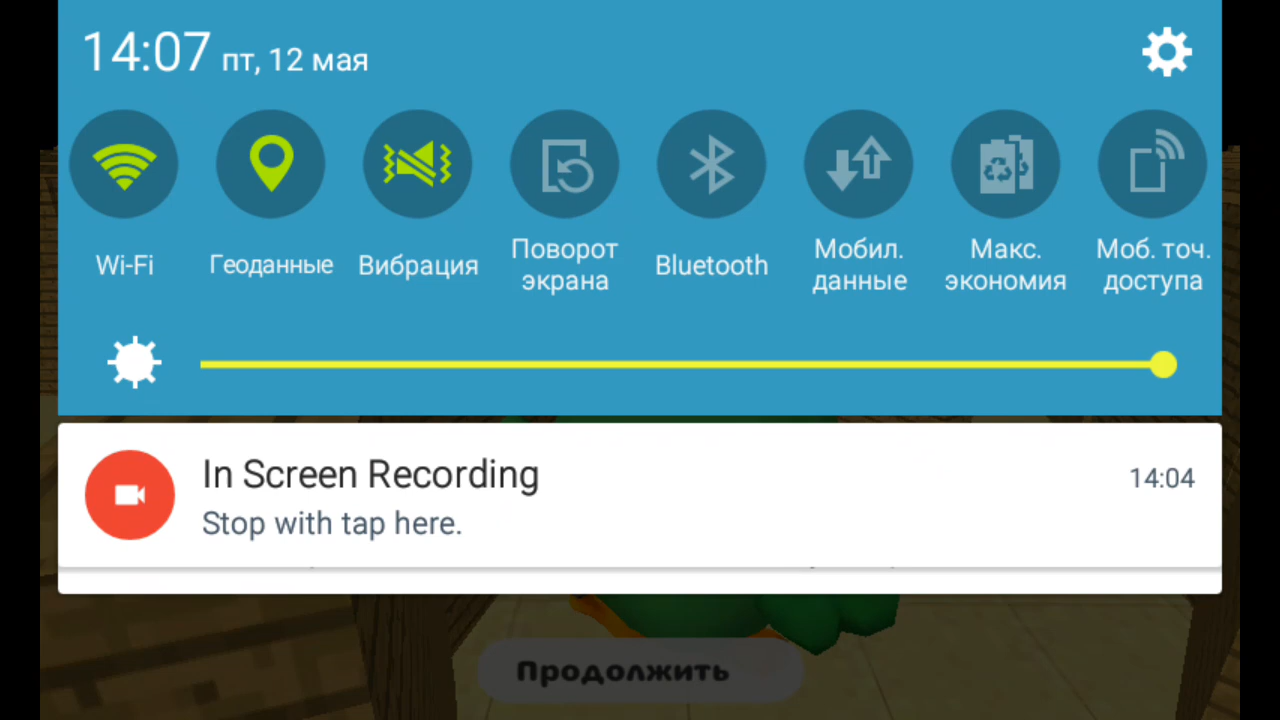 14:07 пт, 12 мая
Wi-Fi
Геоданные
Вибрация
Поворот
экрана
Bluetooth
Мобил.
данные
Макс.
экономия
Моб. точ.
доступа
In Screen Recording
14:04
Stop with tap here.
Продолжить